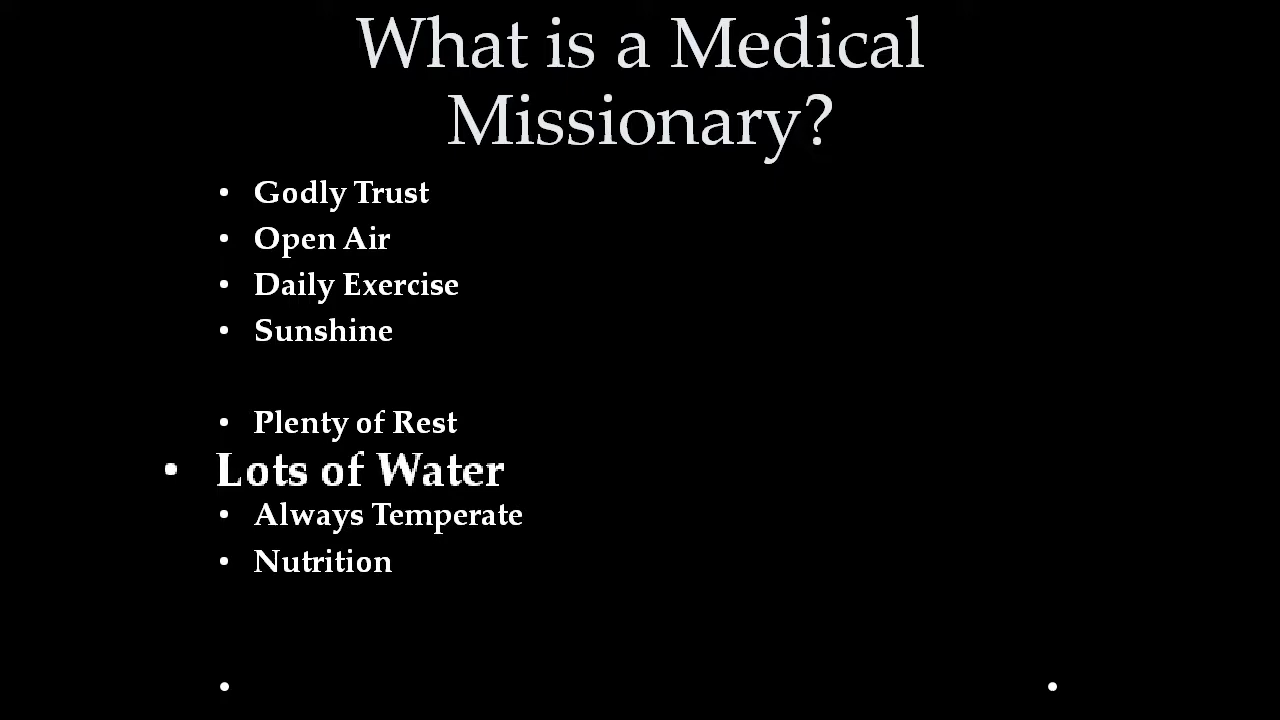 What is a Medical
Missionary?
• Godly Trust
• Open Air
• Daily Exercise
• Sunshine
• Plenty of Rest
• Lots of Water
• Always Temperate
• Nutrition